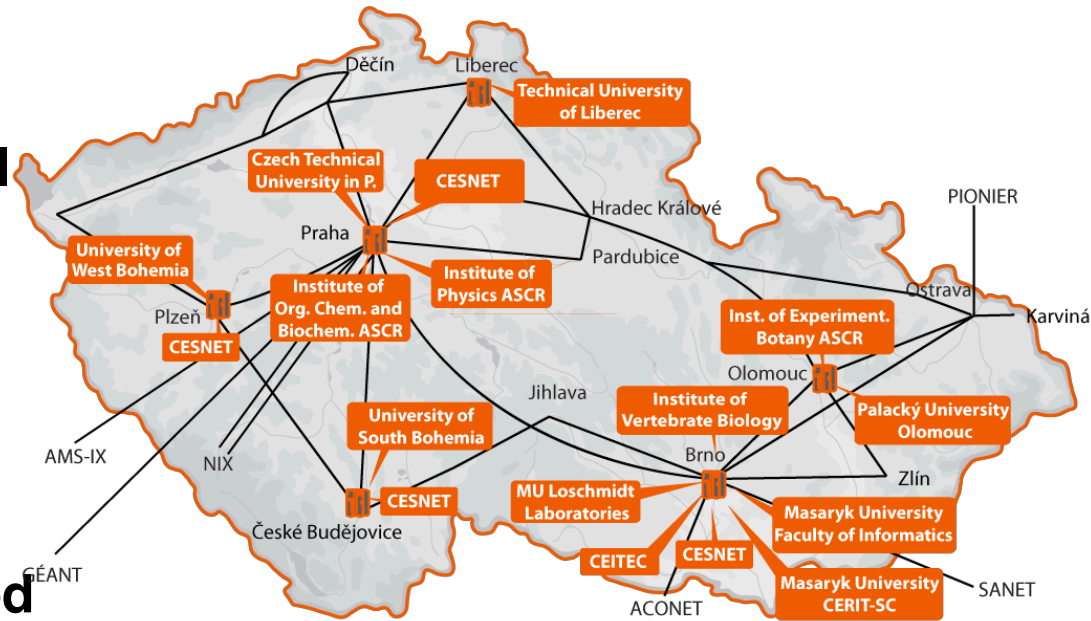 Děčín
Liberec
Technical University
of Liberec
Czech Technical
University in P.
CESNET
PIONIER
Hradec Králové
Praha
University of
West Bohemia
Pardubice
Institute of
Physics ASCR
Institute of
Org. Chem. and
Biochem. ASCR
Ostrava
Karviná
Plzeň
CESNET
Inst. of Experiment.
Botany ASCR
Olomouc
Jihlava
Institute of
Vertebrate Biology
Palacký University
Olomouc
University of
South Bohemia
AMS-IX
NIX
Brno
Zlín
MU Loschmidt
Laboratories
CESNET
České Budějovice
Masaryk University
Faculty of Informatics
CEITEC
CESNET
GÉANT
ed
Masaryk University
CERIT-SC
SANET
ACONET